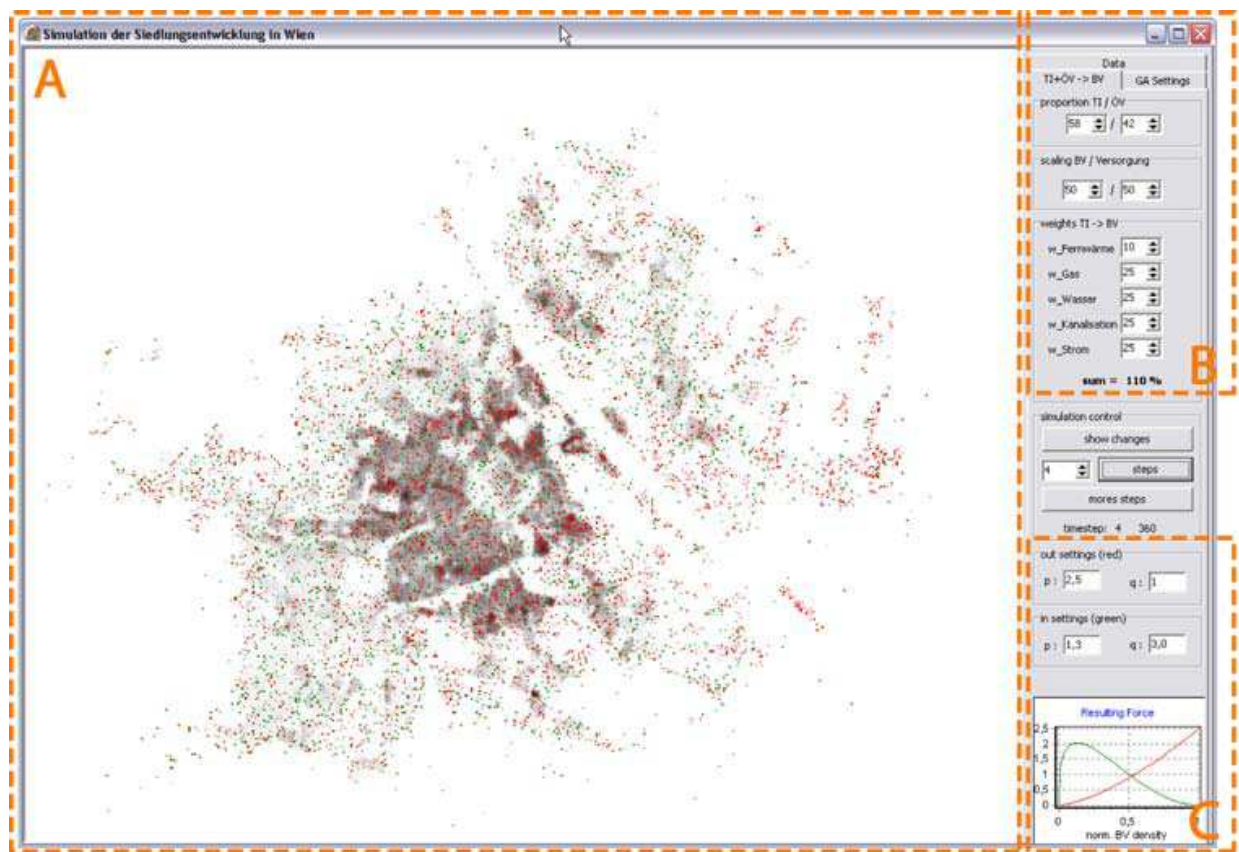 Simulation der Siedlungsentwicklung in Wien
A
Data
TI+ÖV -> BV GA Settings
proportion TI / ÖV
58 / 42
scaling BV / Versorgung
50 / 50
weights TI -> BV
w_Fernwärme 10
w_Gas 25
w_Wasser 25
w_Kanalisation 25
w_Strom 25
B
sum = 110 %
simulation control
show changes
4 steps
mores steps
timestep: 4 360
out settings (red)
p: 2,5 q: 1
in settings (green)
p: 1,3 q: 3,0
Resulting Force
2,5
2
1,5
1
0,5
0
0 0,5
norm. BV density
C